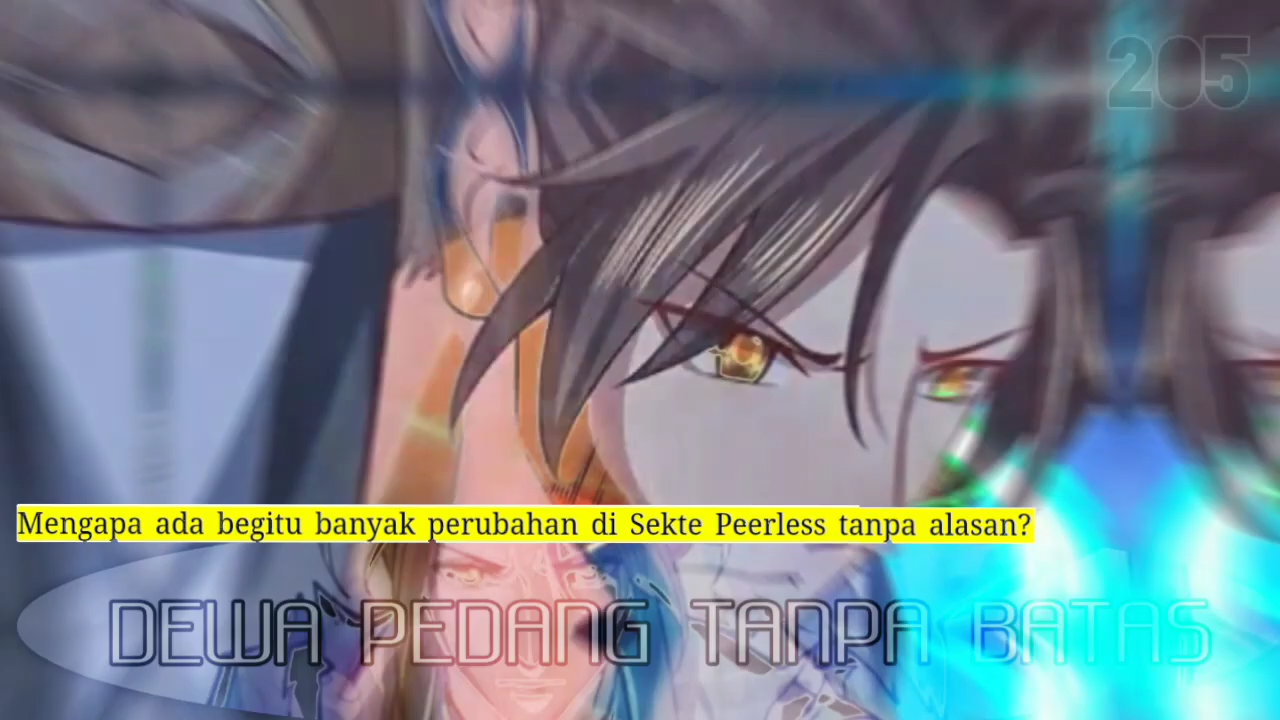 205
Mengapa ada begitu banyak perubahan di Sekte Peerless tanpa alasan?
DEWA PEDANG TANPA BATAS